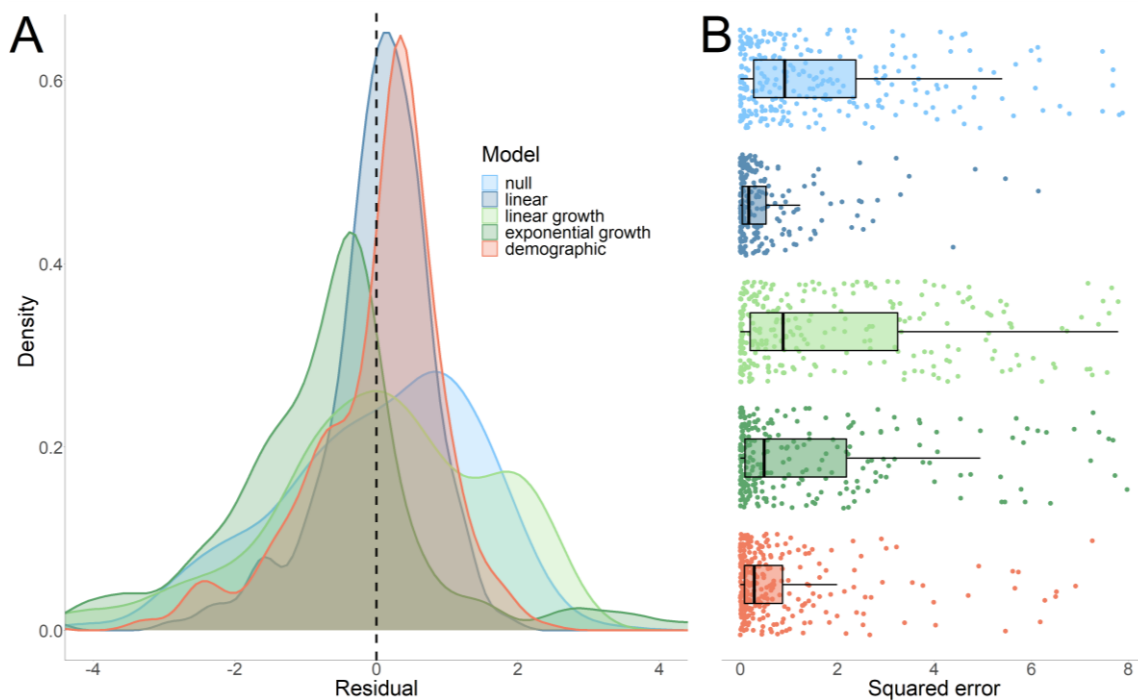 A
B
0.6
0.4
0.2
0.0
Density
Model
null
linear
linear growth
exponential growth
demographic
-4
-2
0
2
4
Residual
0
2
4
6
8
Squared error